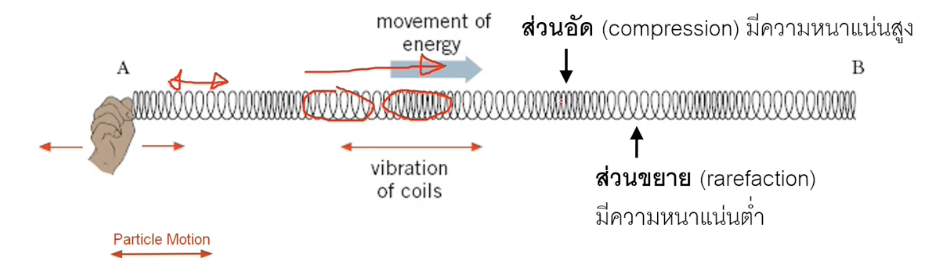 movement of
energy
ส่วนอัด (compression) มีความหนาแน่นสูง
A
B
vibration
of coils
ส่วนขยาย (rarefaction)
มีความหนาแน่นต่ำ
Particle Motion